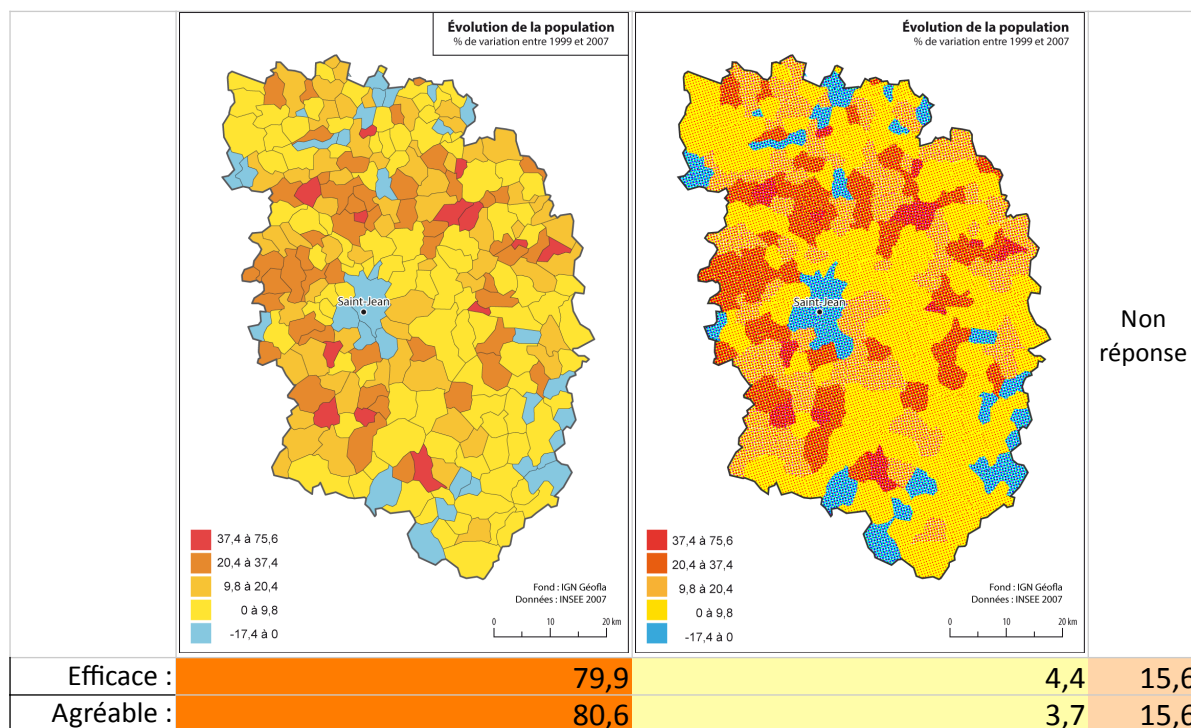 Évolution de la population
% de variation entre 1999 et 2007
Saint-Jean
37,4 à 75,6
20,4 à 37,4
9,8 à 20,4
0 à 9,8
-17,4 à 0
Fond : IGN Géofla
Données : INSEE 2007
0 10 20 km
Évolution de la population
% de variation entre 1999 et 2007
Saint-Jean
37,4 à 75,6
20,4 à 37,4
9,8 à 20,4
0 à 9,8
-17,4 à 0
Fond : IGN Géofla
Données : INSEE 2007
0 10 20 km
Non
réponse
Efficace : 79,9 4,4 15,6
Agréable : 80,6 3,7 15,6